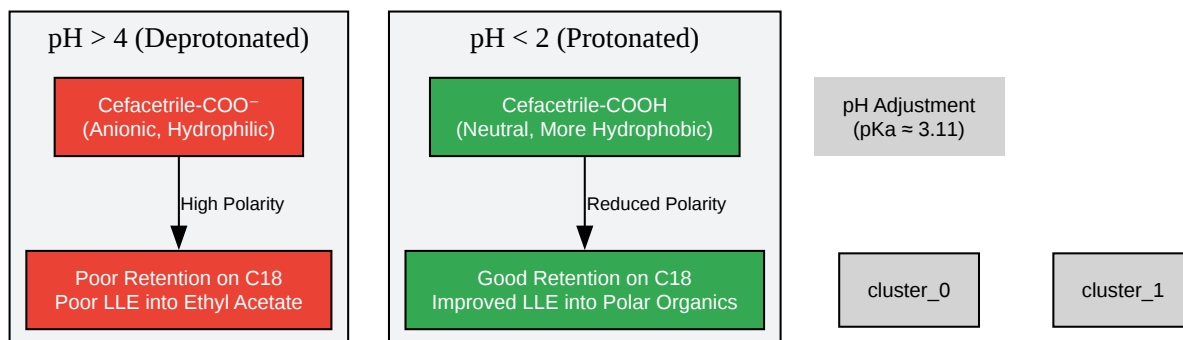 pH > 4 (Deprotonated)
Cefacetrile-COO⁻
(Anionic, Hydrophilic)
High Polarity
Poor Retention on C18
Poor LLE into Ethyl Acetate
pH < 2 (Protonated)
Cefacetrile-COOH
(Neutral, More Hydrophobic)
Reduced Polarity
Good Retention on C18
Improved LLE into Polar Organics
pH Adjustment
(pKa ≈ 3.11)
cluster_0
cluster_1